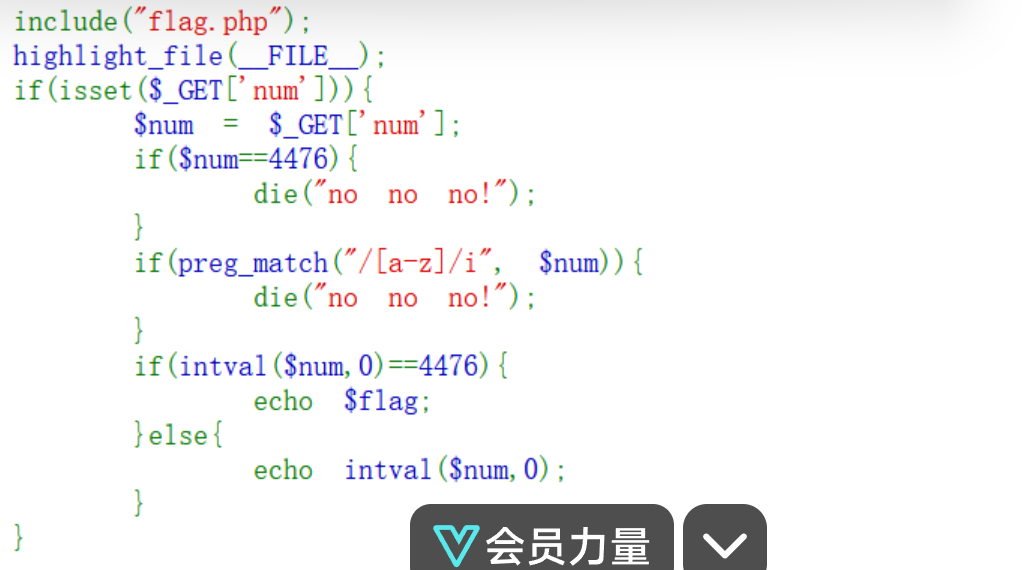 include("flag.php");
highlight_file(__FILE__);
if(isset($_GET['num'])){
$num = $_GET['num'];
if($num==4476){
die("no no no!");
}
if(preg_match("/[a-z]/i", $num)){
die("no no no!");
}
if(intval($num,0)==4476){
echo $flag;
}else{
echo intval($num,0);
}
}
会员力量